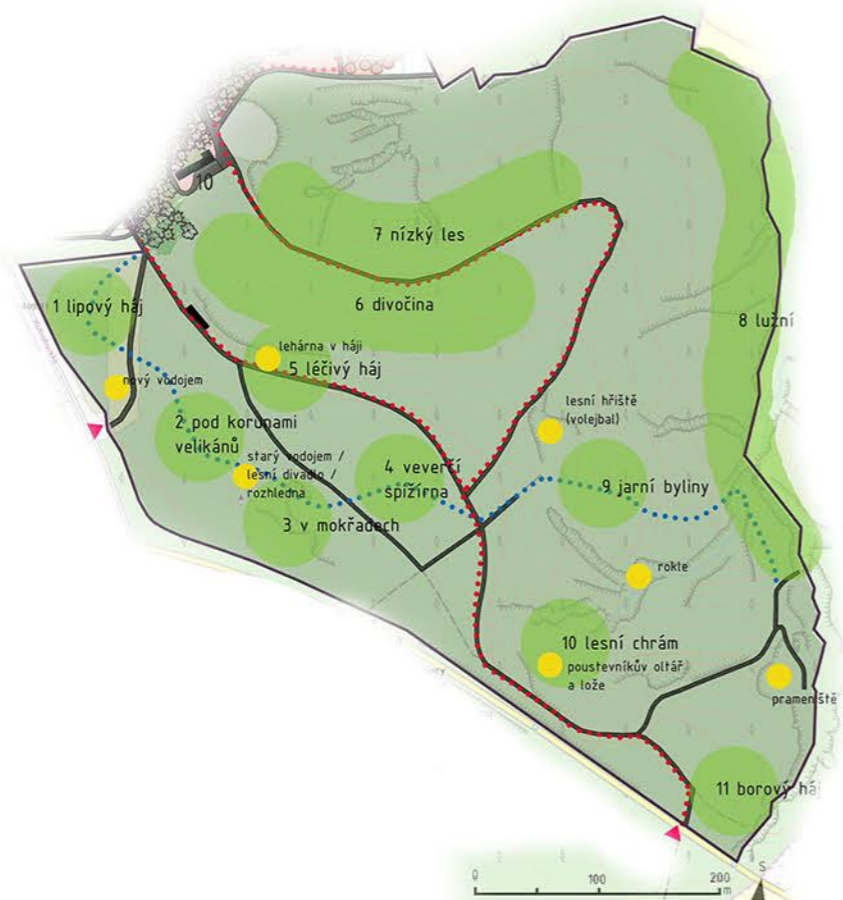 10
7 nízký les
6 divočina
1 lipový háj
8 lužní
lehárna v háji
5 léčivý háj
nový vodojem
lesní hřiště
(volejbal)
2 pod korunami
velikánů
starý vodojem /
lesní divadlo /
rozhledna
4 veverčí
spižírna
9 jarní byliny
3 v mokřadech
rokle
10 lesní chrám
poustevníkův oltář
a lože
prameniště
11 borový há
0
100
200
m
S